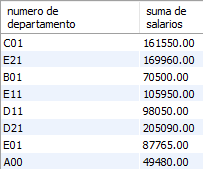 numero de departamento	suma de salarios
C01	161550.00
E21	169960.00
B01	70500.00
E11	105950.00
D11	98050.00
D21	205090.00
E01	87765.00
A00	49480.00